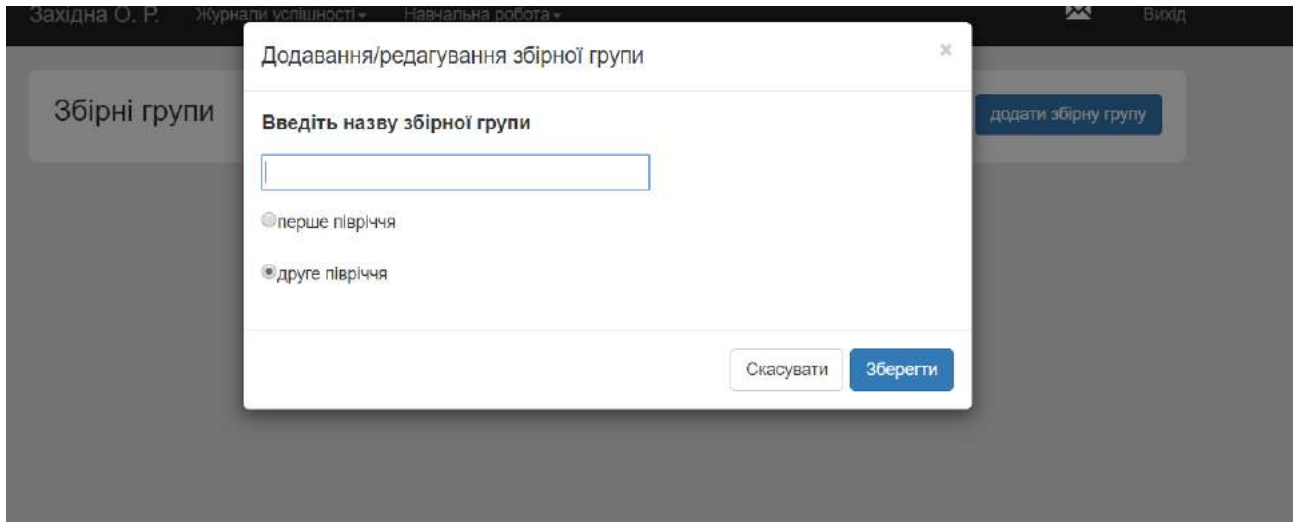 Західна О. Р. Журнали успішності Навчальна робота Вихід
Додавання/редагування збірної групи ×
Збірні групи
додати збірну групу
Введіть назву збірної групи
перше півріччя
друге півріччя
Скасувати Зберегти